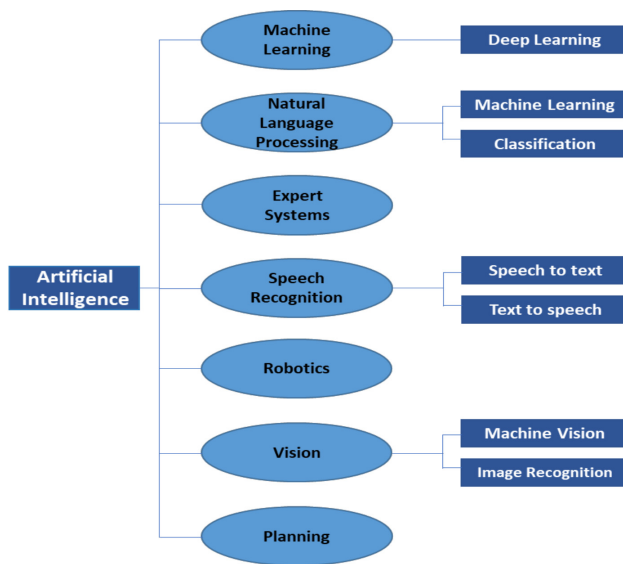 Machine
Learning
Deep Learning
Natural
Language
Processing
Machine Learning
Classification
Expert
Systems
Artificial
Intelligence
Speech
Recognition
Speech to text
Text to speech
Robotics
Vision
Machine Vision
Image Recognition
Planning